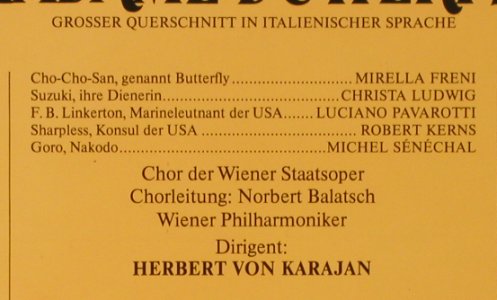 GROSSER QUERSCHNITT IN ITALIENISCHER SPRACHE
Cho-Cho-San, genannt Butterfly.............................MIRELLA FRENI
Suzuki, ihre Dienerin..........................................CHRISTA LUDWIG
F. B. Linkerton, Marineleutnant der USA.......LUCIANO PAVAROTTI
Sharpless, Konsul der USA ..................................ROBERT KERNS
Goro, Nakodo..................................................MICHEL SÉNÉCHAL
Chor der Wiener Staatsoper
Chorleitung: Norbert Balatsch
Wiener Philharmoniker
Dirigent:
HERBERT VON KARAJAN